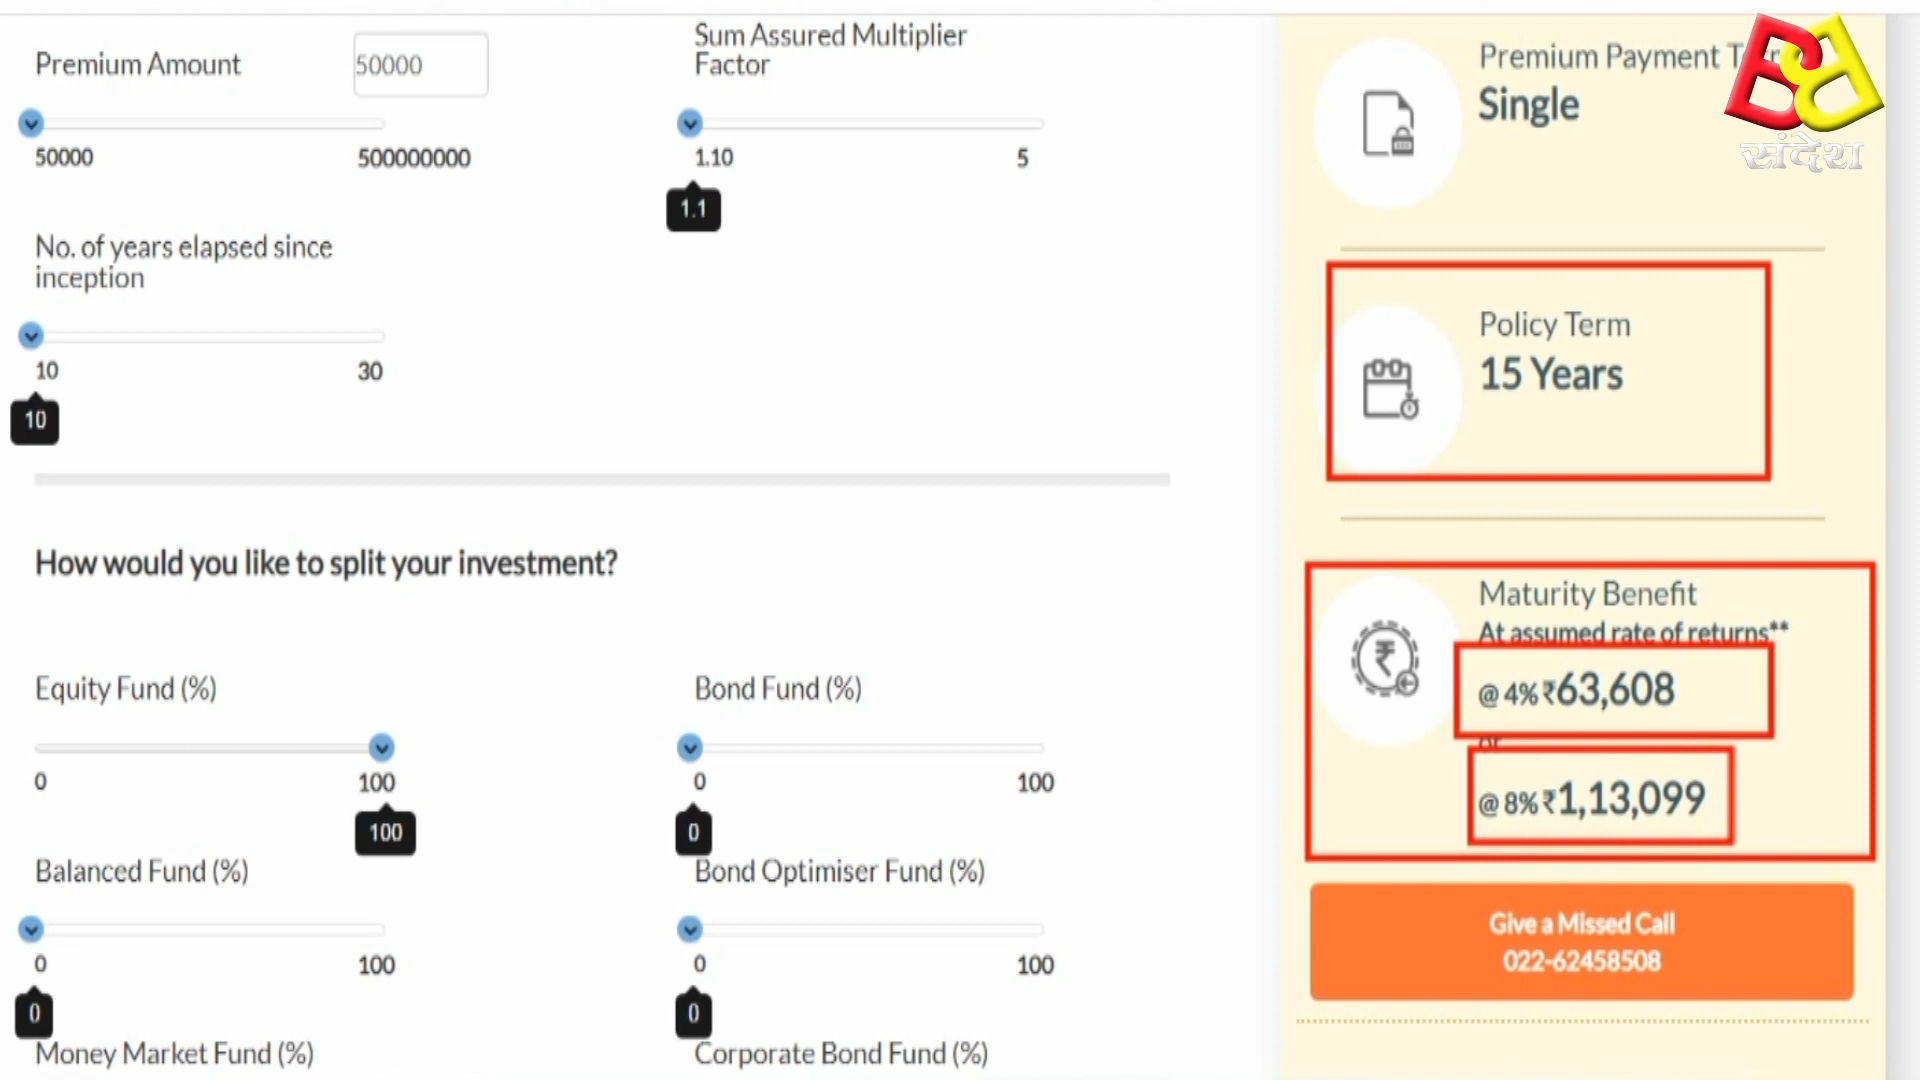 Premium Amount
50000
50000
500000000
Sum Assured Multiplier
Factor
1.10
5
1.1
No. of years elapsed since
inception
10
30
10
How would you like to split your investment?
Equity Fund (%)
0
100
100
Bond Fund (%)
0
100
0
Balanced Fund (%)
0
100
0
Bond Optimiser Fund (%)
0
100
0
Money Market Fund (%)
Corporate Bond Fund (%)
Premium Payment
Single
Policy Term
15 Years
Maturity Benefit
At assumed rate of returns**
@ 4% ₹63,608
or
@ 8% ₹1,13,099
Give a Missed Call
022-62458508
संदेश